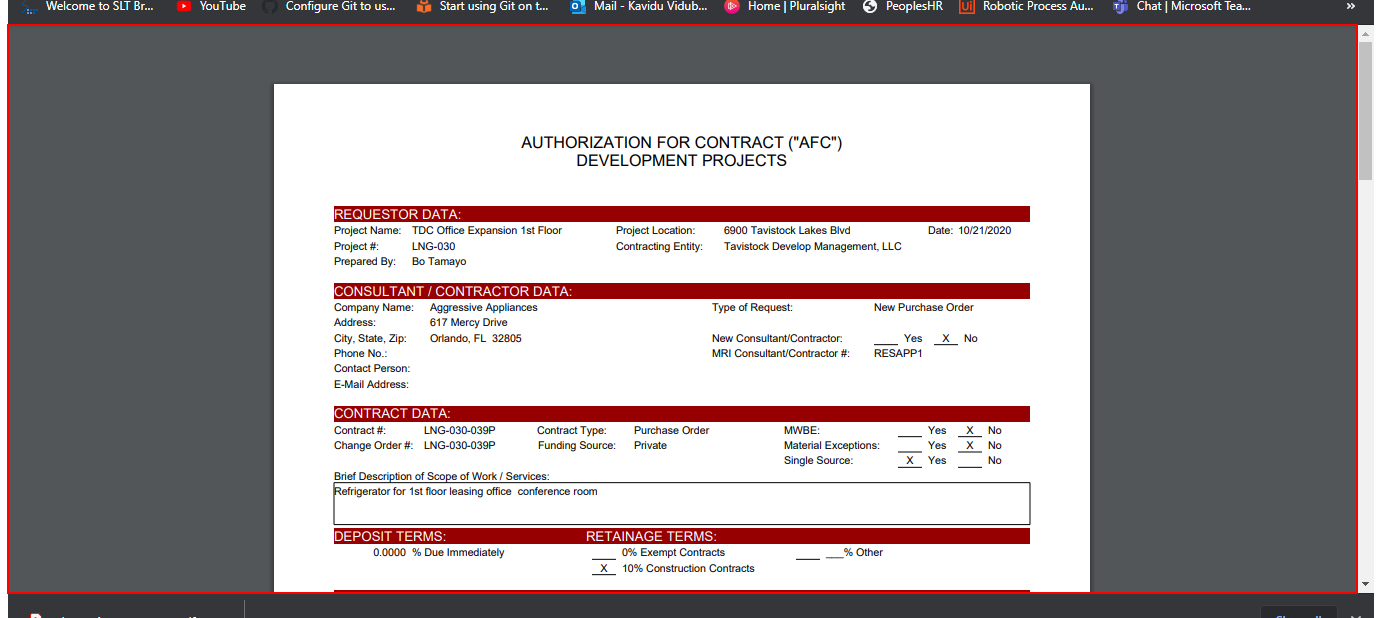 Welcome to SLT Br... YouTube Configure Git to us... Start using Git on t... Mail - Kavidu Vidub... Home | Pluralsight PeoplesHR Ui Robotic Process Au... Chat | Microsoft Tea... »
AUTHORIZATION FOR CONTRACT ("AFC")
DEVELOPMENT PROJECTS
REQUESTOR DATA:
Project Name: TDC Office Expansion 1st Floor Project Location: 6900 Tavistock Lakes Blvd Date: 10/21/2020
Project #: LNG-030 Contracting Entity: Tavistock Develop Management, LLC
Prepared By: Bo Tamayo
CONSULTANT / CONTRACTOR DATA:
Company Name: Aggressive Appliances Type of Request: New Purchase Order
Address: 617 Mercy Drive
City, State, Zip: Orlando, FL 32805 New Consultant/Contractor: ____ Yes X No
Phone No.: MRI Consultant/Contractor #: RESAPP1
Contact Person:
E-Mail Address:
CONTRACT DATA:
Contract #: LNG-030-039P Contract Type: Purchase Order MWBE: ____ Yes X No
Change Order #: LNG-030-039P Funding Source: Private Material Exceptions: ____ Yes X No
Single Source: X Yes ____ No
Brief Description of Scope of Work / Services:
Refrigerator for 1st floor leasing office conference room
DEPOSIT TERMS: RETAINAGE TERMS:
0.0000 % Due Immediately ____ 0% Exempt Contracts ____ ___% Other
X 10% Construction Contracts